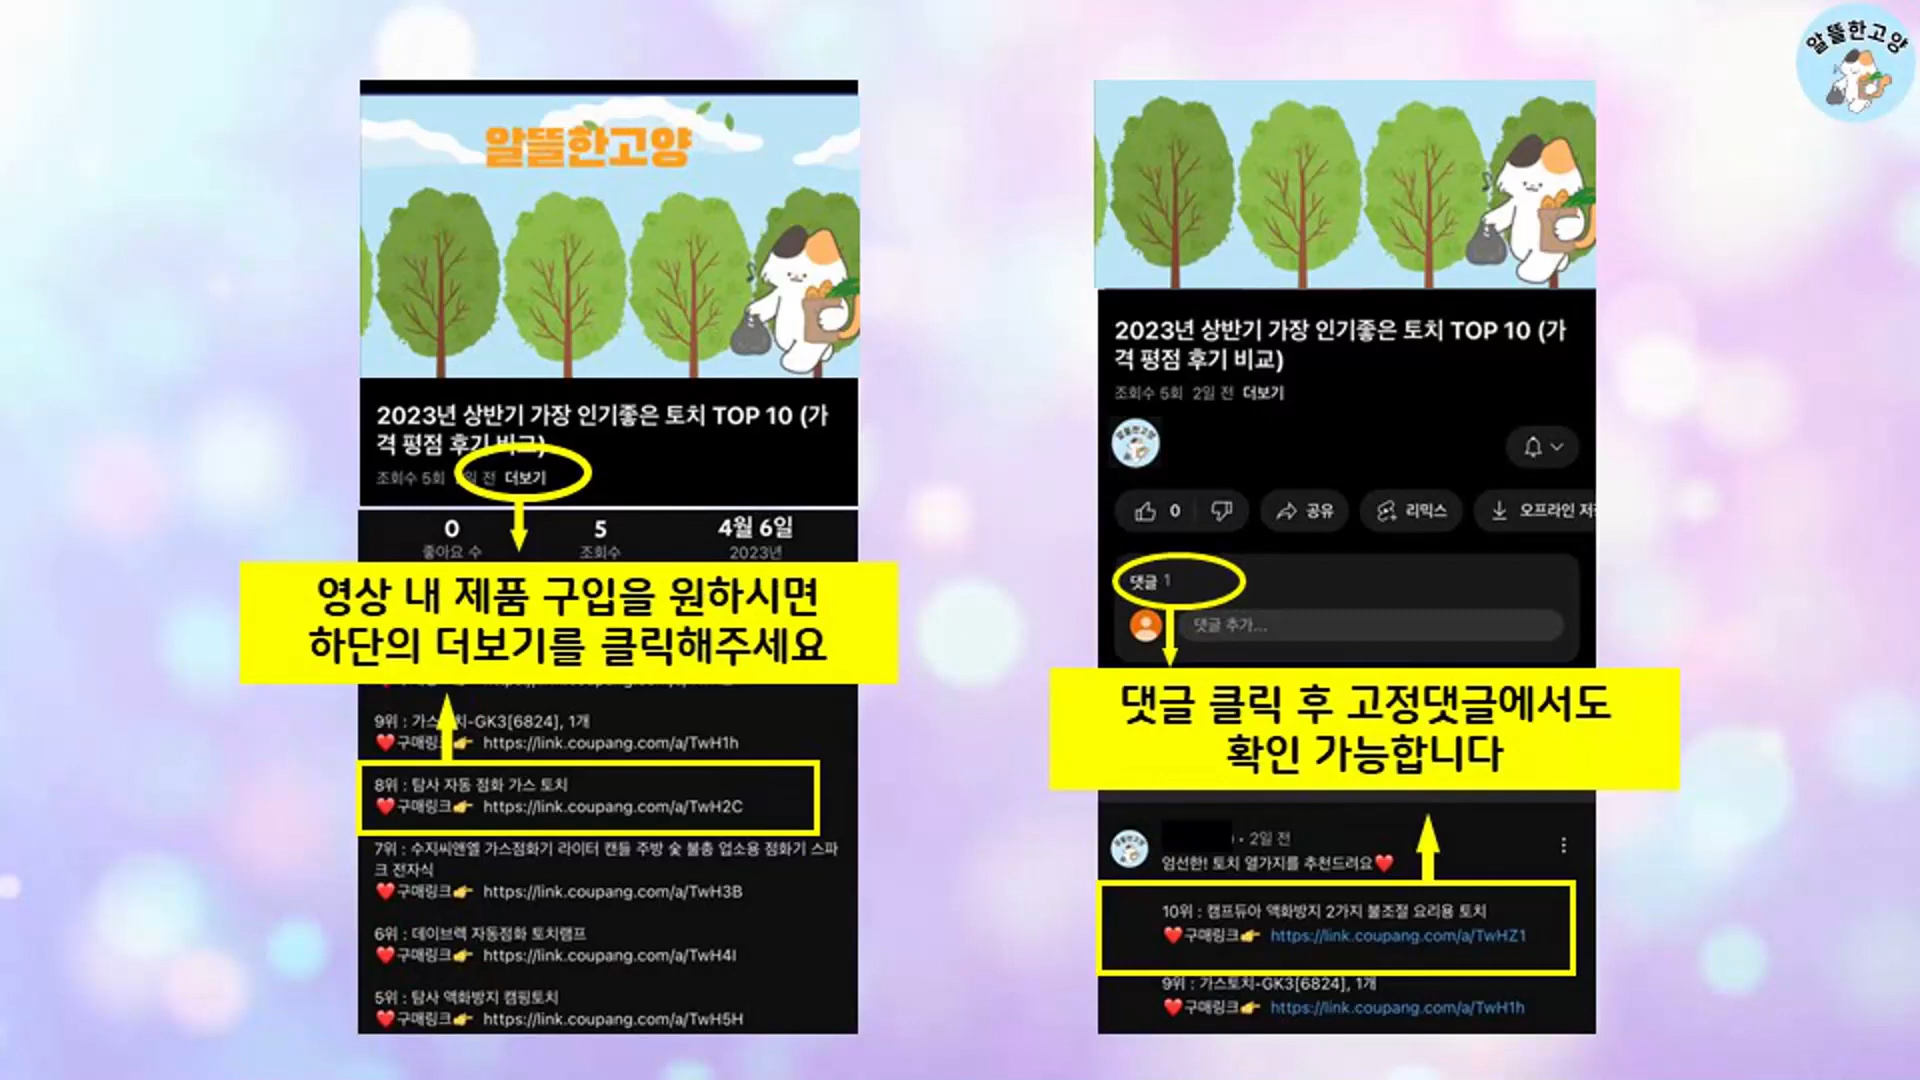 알뜰한고양
알뜰한고양
2023년 상반기 가장 인기좋은 토치 TOP 10 (가
격 평점 후기 비교)
조회수 5회 일 전 더보기
0 5 4월 6일
좋아요 수 조회수 2023년
영상 내 제품 구입을 원하시면
하단의 더보기를 클릭해주세요
9위 : 가스토치-GK3[6824], 1개
❤️구매링크👉 https://link.coupang.com/a/TwH1h
8위 : 탐사 자동 점화 가스 토치
❤️구매링크👉 https://link.coupang.com/a/TwH2C
7위 : 수지씨앤엘 가스점화기 라이터 캔들 주방 숯 불총 업소용 점화기 스파
크 전자식
❤️구매링크👉 https://link.coupang.com/a/TwH3B
6위 : 데이브렉 자동점화 토치램프
❤️구매링크👉 https://link.coupang.com/a/TwH4I
5위 : 탐사 액화방지 캠핑토치
❤️구매링크👉 https://link.coupang.com/a/TwH5H
2023년 상반기 가장 인기좋은 토치 TOP 10 (가
격 평점 후기 비교)
조회수 5회 2일 전 더보기
알뜰한고양
0 공유 리믹스 오프라인 저
댓글 1
댓글 추가...
댓글 클릭 후 고정댓글에서도
확인 가능합니다
알뜰한고양
• 2일 전
엄선한! 토치 열가지를 추천드려요❤️
10위 : 캠프듀아 액화방지 2가지 불조절 요리용 토치
❤️구매링크👉 https://link.coupang.com/a/TwHZ1
9위 : 가스토치-GK3[6824], 1개
❤️구매링크👉 https://link.coupang.com/a/TwH1h